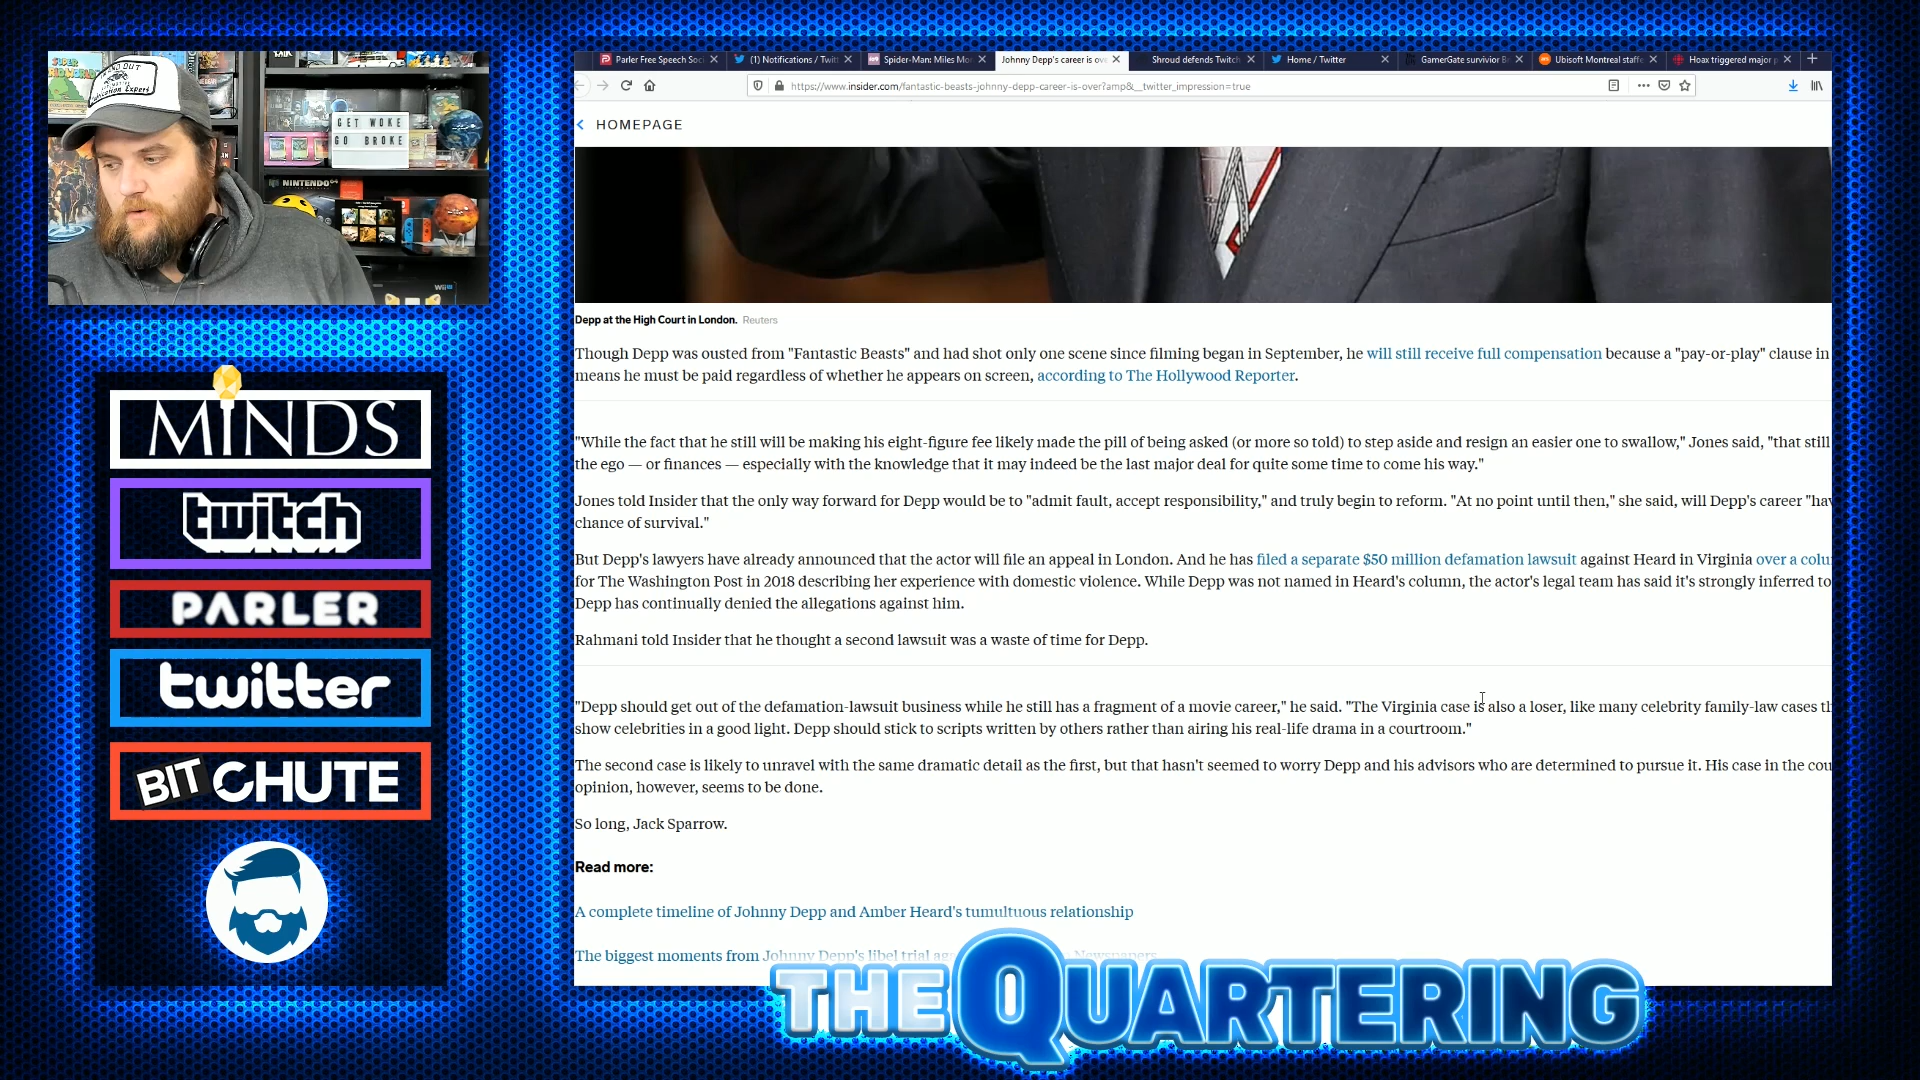 Parler Free Speech Soc
(1) Notifications / Twitt
Spider-Man: Miles Mor
Johnny Depp's career is ov
Shroud defends Twitch
Home / Twitter
GamerGate survivior B
Ubisoft Montreal staffe
Hoax triggered major p
https://www.insider.com/fantastic-beasts-johnny-depp-career-is-over?amp&__twitter_impression=true
HOMEPAGE
GET WOKE
GO BROKE
NINTENDO
SUPER
WiiU
Depp at the High Court in London. Reuters
Though Depp was ousted from "Fantastic Beasts" and had shot only one scene since filming began in September, he will still receive full compensation because a "pay-or-play" clause in
means he must be paid regardless of whether he appears on screen, according to The Hollywood Reporter.
"While the fact that he still will be making his eight-figure fee likely made the pill of being asked (or more so told) to step aside and resign an easier one to swallow," Jones said, "that still
the ego — or finances — especially with the knowledge that it may indeed be the last major deal for quite some time to come his way."
Jones told Insider that the only way forward for Depp would be to "admit fault, accept responsibility," and truly begin to reform. "At no point until then," she said, will Depp's career "hav
chance of survival."
But Depp's lawyers have already announced that the actor will file an appeal in London. And he has filed a separate $50 million defamation lawsuit against Heard in Virginia over a colu
for The Washington Post in 2018 describing her experience with domestic violence. While Depp was not named in Heard's column, the actor's legal team has said it's strongly inferred to
Depp has continually denied the allegations against him.
Rahmani told Insider that he thought a second lawsuit was a waste of time for Depp.
"Depp should get out of the defamation-lawsuit business while he still has a fragment of a movie career," he said. "The Virginia case is also a loser, like many celebrity family-law cases th
show celebrities in a good light. Depp should stick to scripts written by others rather than airing his real-life drama in a courtroom."
The second case is likely to unravel with the same dramatic detail as the first, but that hasn't seemed to worry Depp and his advisors who are determined to pursue it. His case in the cou
opinion, however, seems to be done.
So long, Jack Sparrow.
Read more:
A complete timeline of Johnny Depp and Amber Heard's tumultuous relationship
The biggest moments from Johnny Depp's libel trial ag Newspapers
MINDS
twitch
PARLER
twitter
BITCHUTE
THE QUARTERING